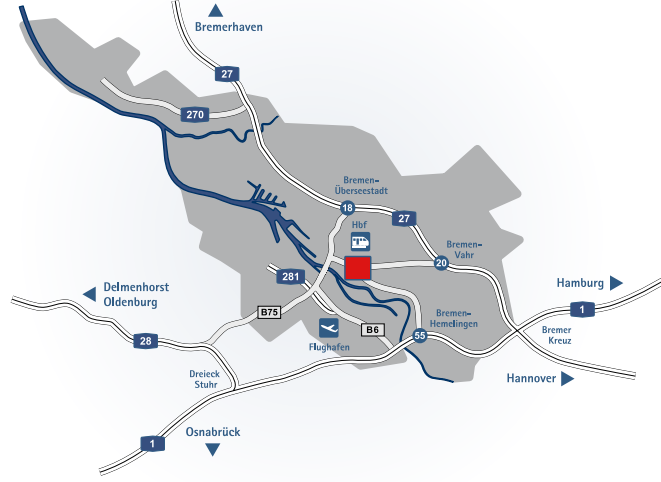 Bremerhaven
27
270
Bremen-
Überseestadt
18
27
Hbf
Bremen-
Vahr
20
281
Hamburg
1
Delmenhorst
Oldenburg
B75
Bremen-
Hemelingen
B6
55
Bremer
Kreuz
28
Flughafen
Dreieck
Stuhr
Hannover
Osnabrück
1